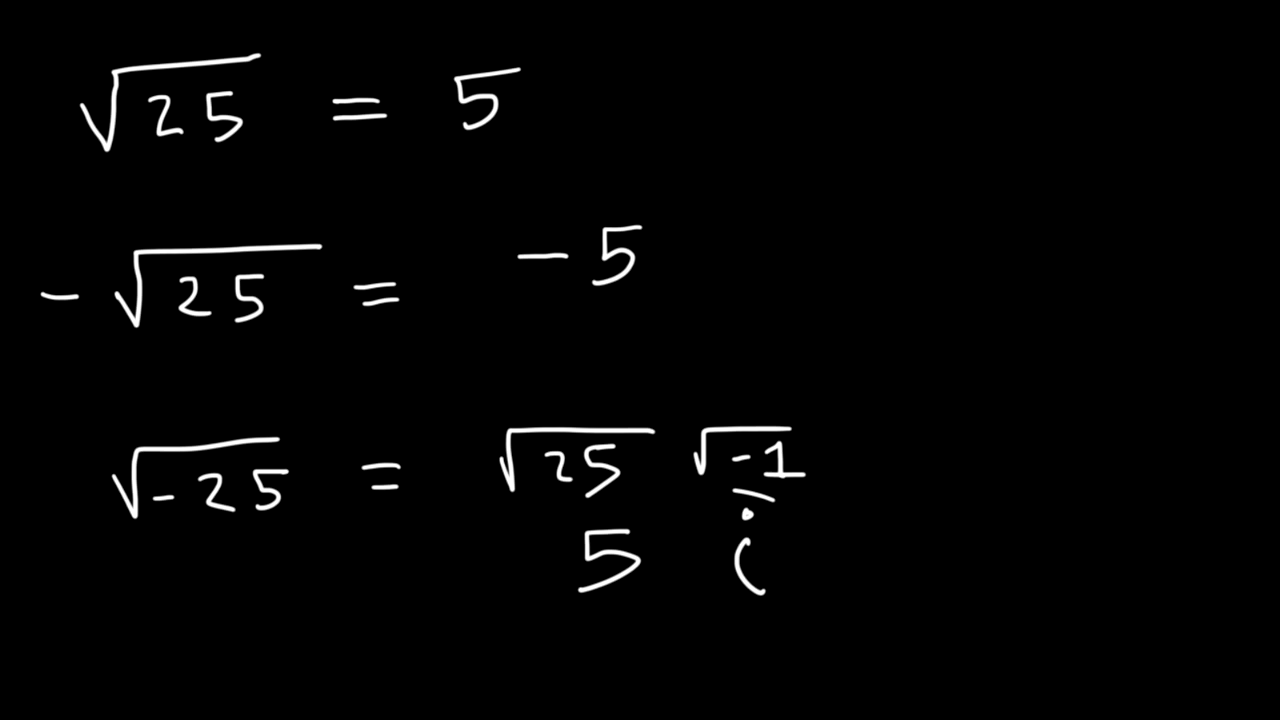 √25 = 5
-√25 = -5
√-25 = √25 √-1
5 i